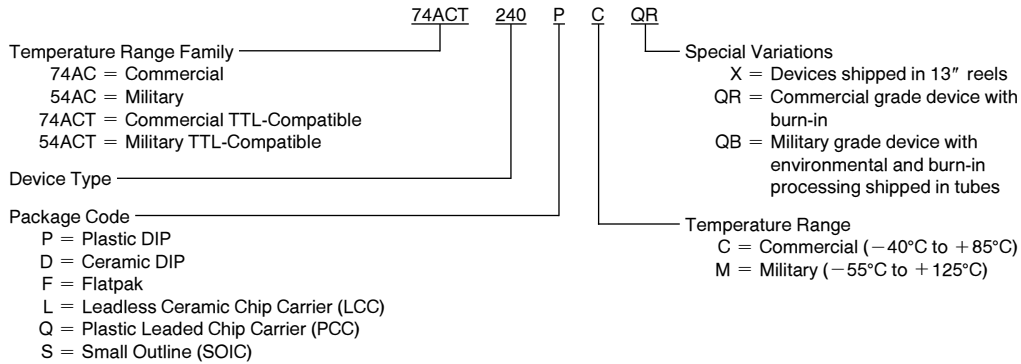 74ACT 240 P C QR
Temperature Range Family
74AC = Commercial
54AC = Military
74ACT = Commercial TTL-Compatible
54ACT = Military TTL-Compatible
Device Type
Package Code
P = Plastic DIP
D = Ceramic DIP
F = Flatpak
L = Leadless Ceramic Chip Carrier (LCC)
Q = Plastic Leaded Chip Carrier (PCC)
S = Small Outline (SOIC)
Special Variations
X = Devices shipped in 13″ reels
QR = Commercial grade device with
burn-in
QB = Military grade device with
environmental and burn-in
processing shipped in tubes
Temperature Range
C = Commercial (−40°C to +85°C)
M = Military (−55°C to +125°C)